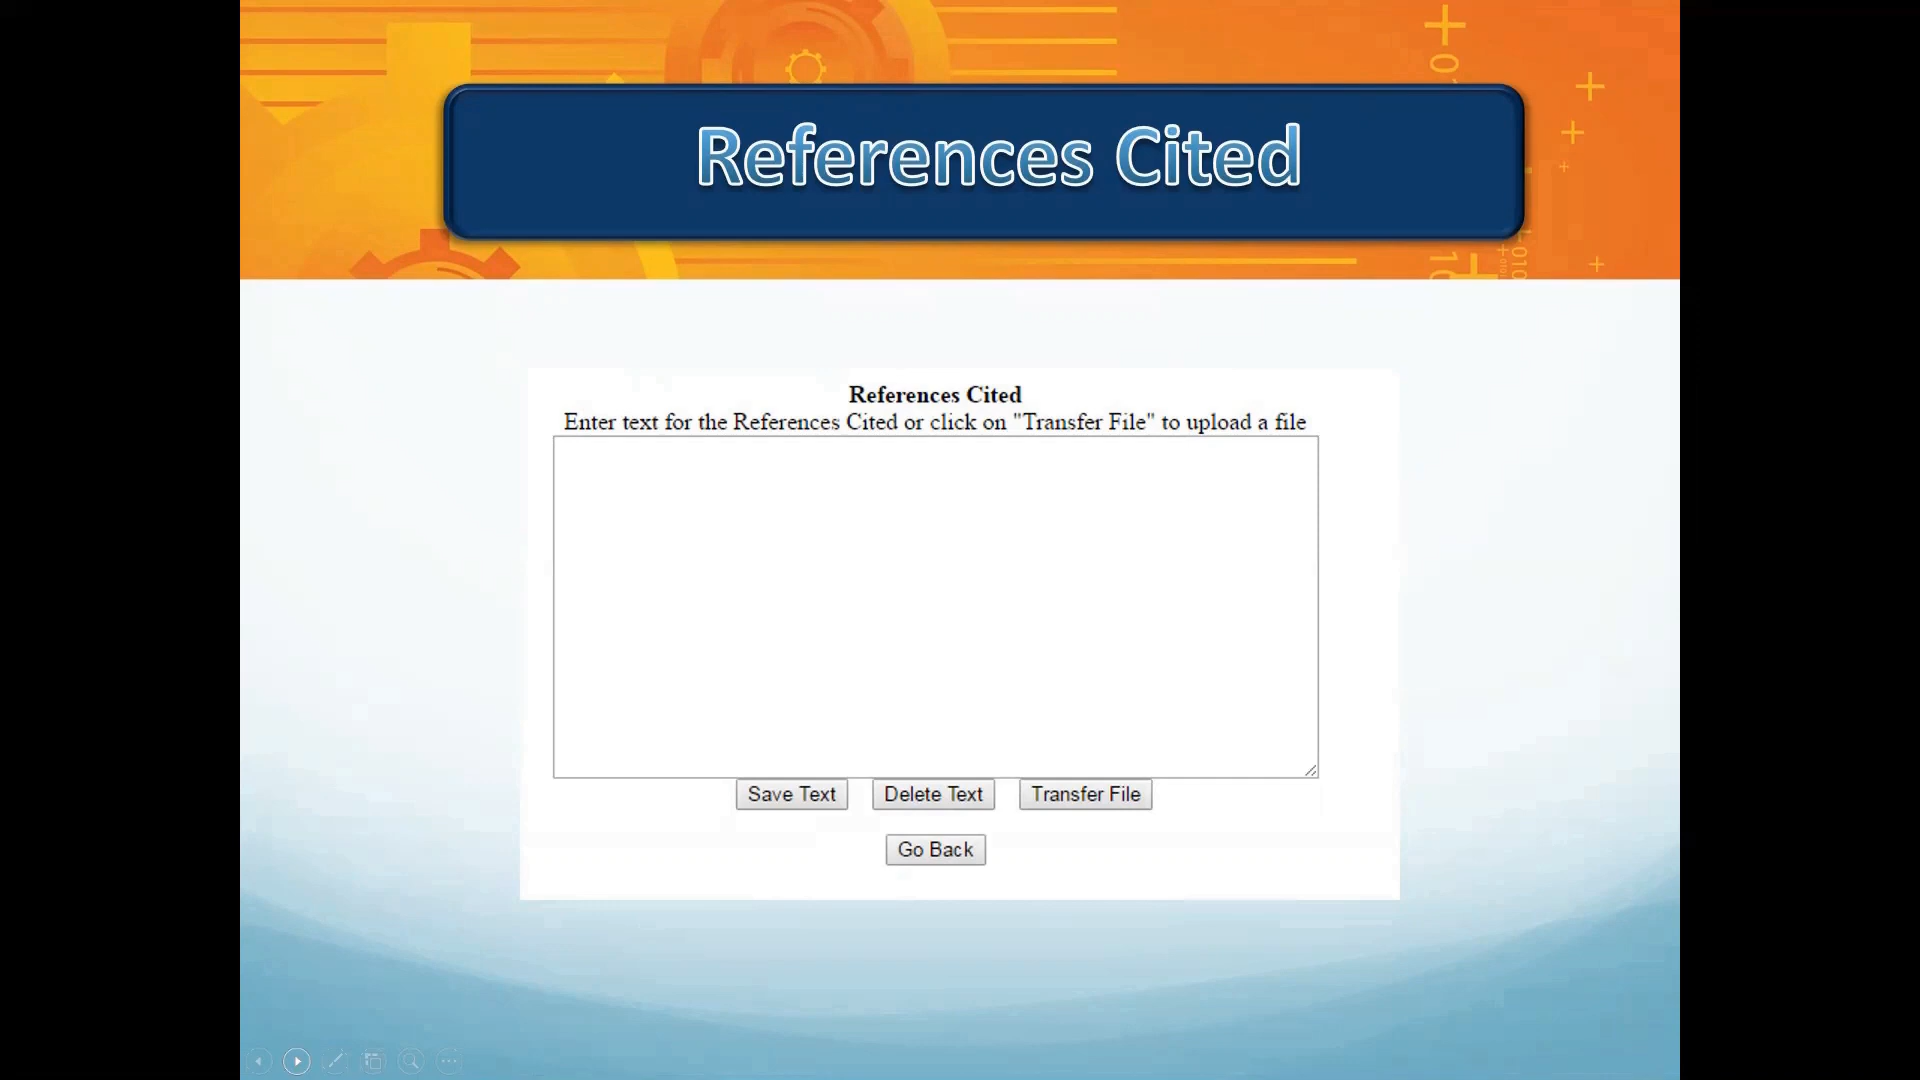 References Cited
References Cited
Enter text for the References Cited or click on "Transfer File" to upload a file
Save Text Delete Text Transfer File
Go Back